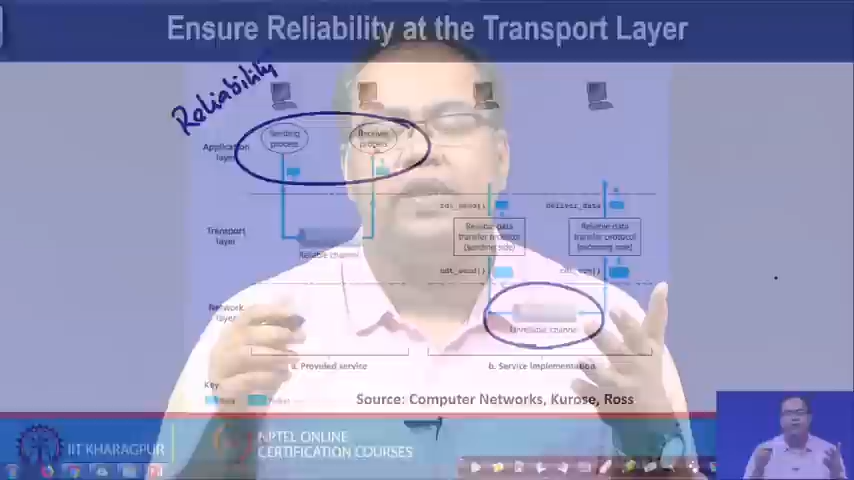 Ensure Reliability at the Transport Layer
Reliability
Sending process
Receiver process
Application layer
rdt_send()
deliver_data
Transport layer
Reliable data transfer protocol (sending side)
Reliable data transfer protocol (receiving side)
Reliable channel
udt_send()
Network layer
Unreliable channel
a. Provided service
b. Service implementation
Key
Source: Computer Networks, Kurose, Ross
IIT KHARAGPUR
NPTEL ONLINE
CERTIFICATION COURSES